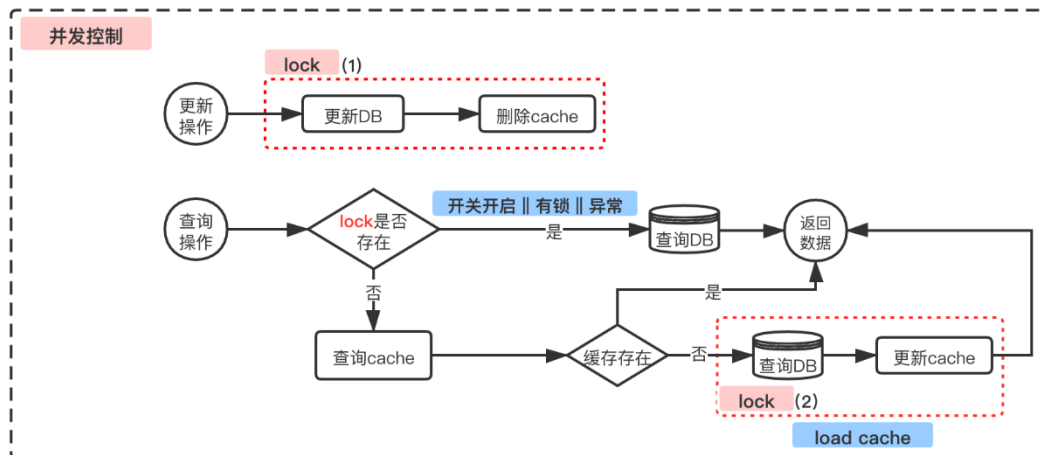 并发控制
lock (1)
更新
操作
更新DB
删除cache
查询
操作
lock是否
存在
开关开启 || 有锁 || 异常
是
查询DB
返回
数据
否
是
查询cache
缓存存在
否
查询DB
更新cache
lock (2)
load cache